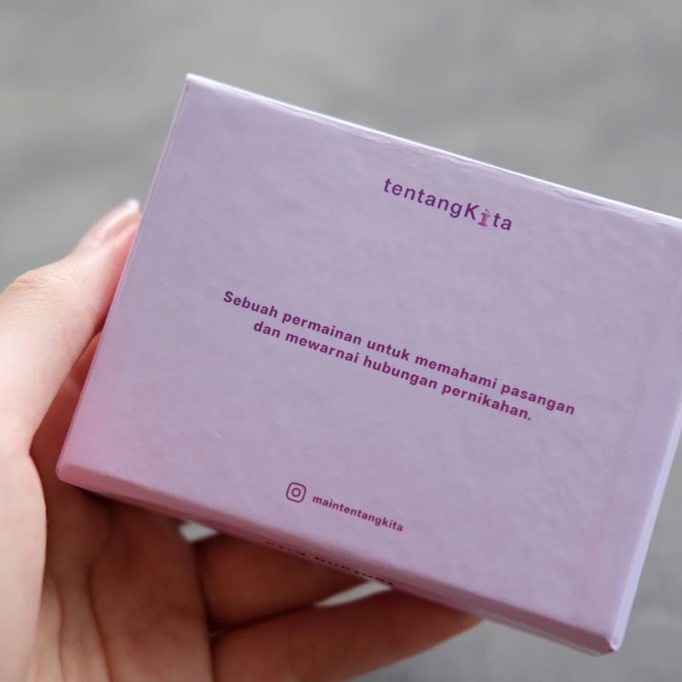 tentangKita
Sebuah permainan untuk memahami pasangan
dan mewarnai hubungan pernikahan.
maintentangkita